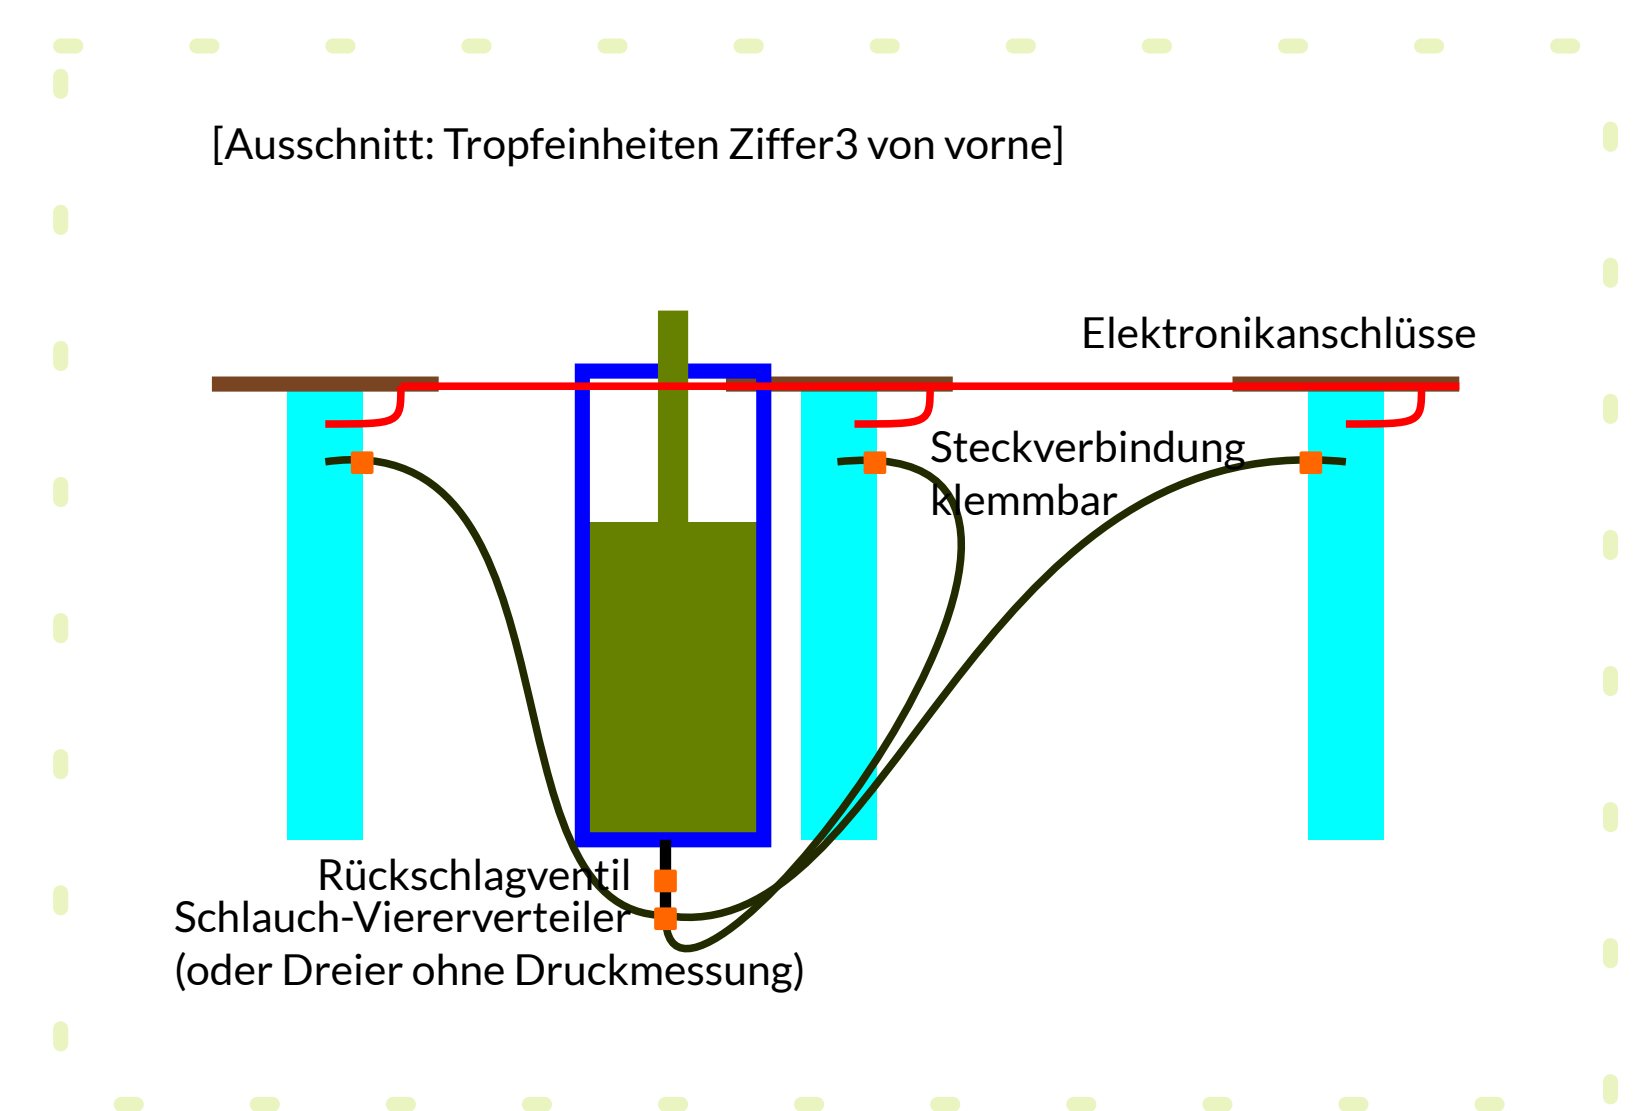 [Ausschnitt: Tropfeinheiten Ziffer3 von vorne]
Elektronikanschlüsse
Steckverbindung
klemmbar
Rückschlagventil
Schlauch-Viererverteiler
(oder Dreier ohne Druckmessung)